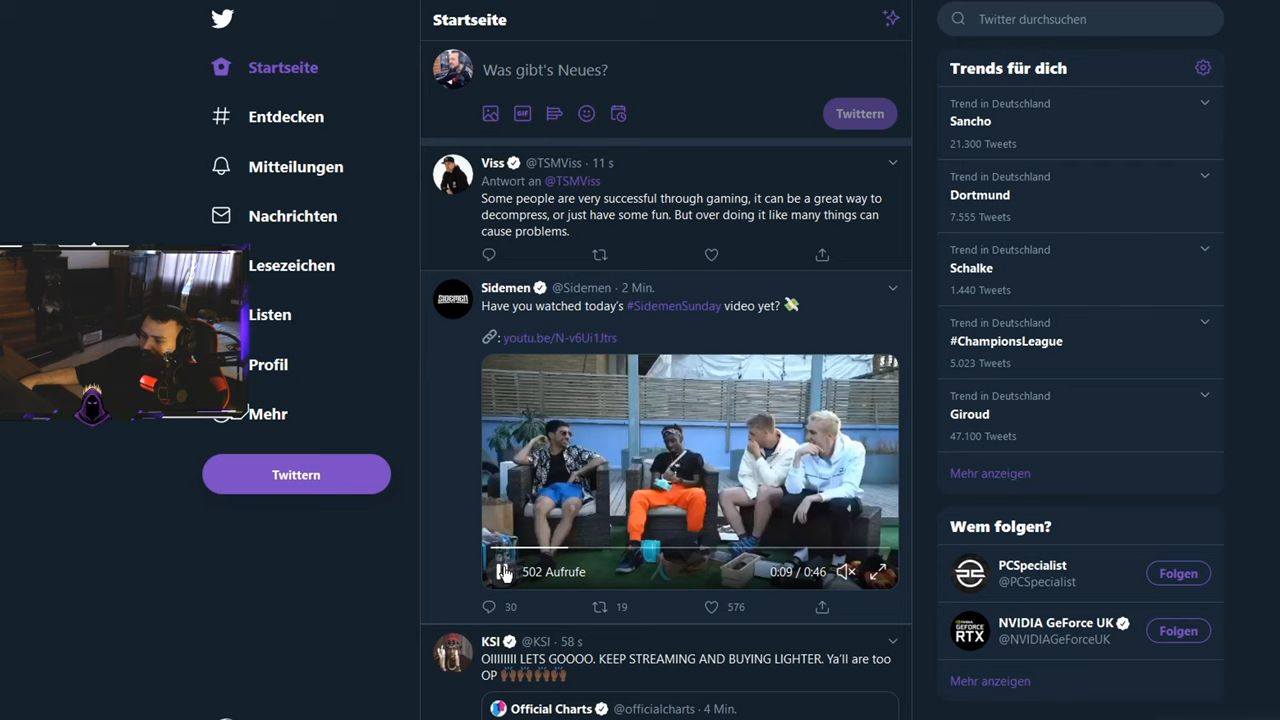 Startseite
Entdecken
Mitteilungen
Nachrichten
Lesezeichen
Listen
Profil
Mehr
Twittern
Startseite
Was gibt's Neues?
GIF
Twittern
Viss @TSMViss · 11 s
Antwort an @TSMViss
Some people are very successful through gaming, it can be a great way to
decompress, or just have some fun. But over doing it like many things can
cause problems.
Sidemen @Sidemen · 2 Min.
Have you watched today's #SidemenSunday video yet? 💸
🔗: youtu.be/N-v6Ui1Jtrs
SIDEMEN
502 Aufrufe
0:09 / 0:46
30
19
576
KSI @KSI · 58 s
OIIIIIIII LETS GOOOO. KEEP STREAMING AND BUYING LIGHTER. Ya'll are too
OP 🙌🏾🙌🏾🙌🏾🙌🏾🙌🏾
Official Charts @officialcharts · 4 Min.
Twitter durchsuchen
Trends für dich
Trend in Deutschland
Sancho
21.300 Tweets
Trend in Deutschland
Dortmund
7.555 Tweets
Trend in Deutschland
Schalke
1.440 Tweets
Trend in Deutschland
#ChampionsLeague
5.023 Tweets
Trend in Deutschland
Giroud
47.100 Tweets
Mehr anzeigen
Wem folgen?
PCSpecialist
@PCSpecialist
Folgen
GEFORCE
RTX
NVIDIA GeForce UK
@NVIDIAGeForceUK
Folgen
Mehr anzeigen